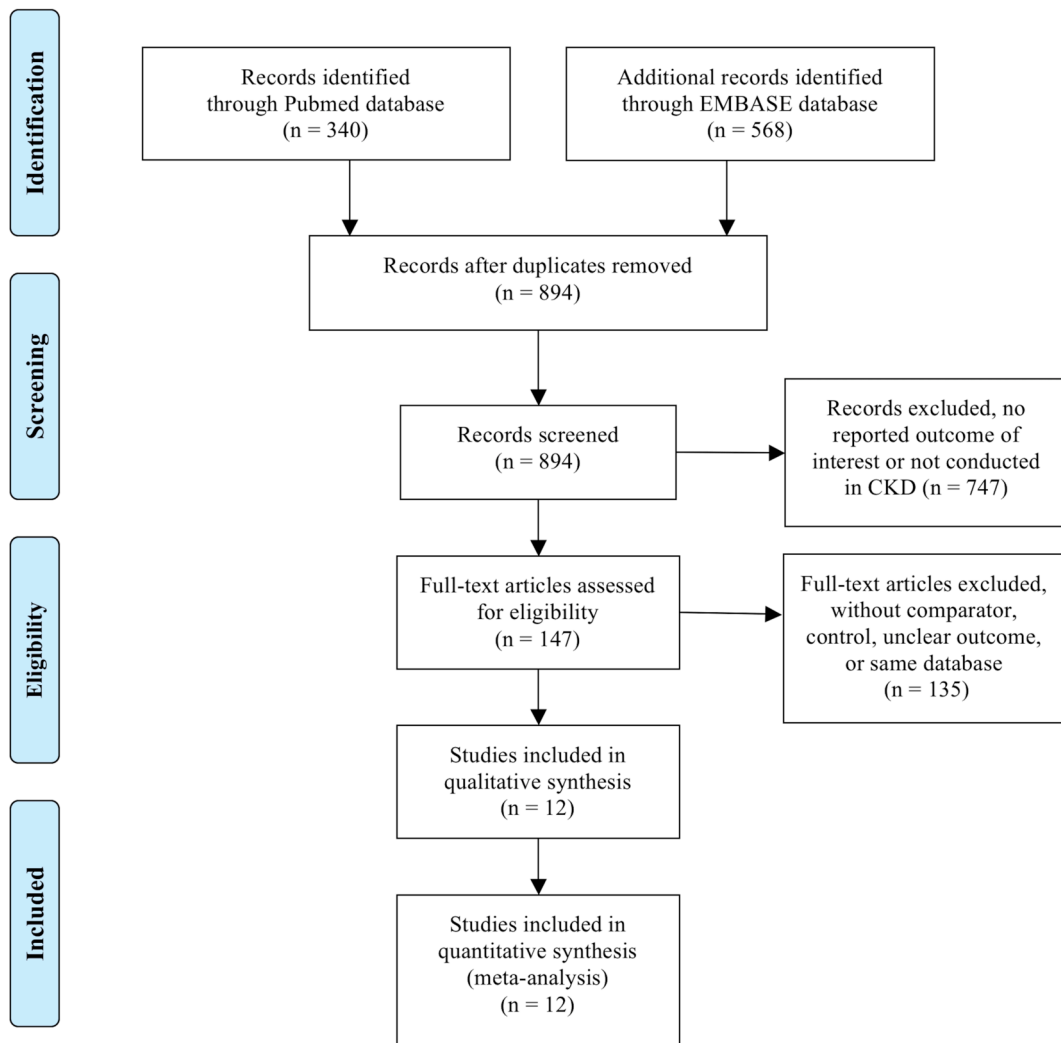 Identification
Records identified
through Pubmed database
(n = 340)
Additional records identified
through EMBASE database
(n = 568)
Records after duplicates removed
(n = 894)
Screening
Records screened
(n = 894)
Records excluded, no
reported outcome of
interest or not conducted
in CKD (n = 747)
Eligibility
Full-text articles assessed
for eligibility
(n = 147)
Full-text articles excluded,
without comparator,
control, unclear outcome,
or same database
(n = 135)
Studies included in
qualitative synthesis
(n = 12)
Included
Studies included in
quantitative synthesis
(meta-analysis)
(n = 12)